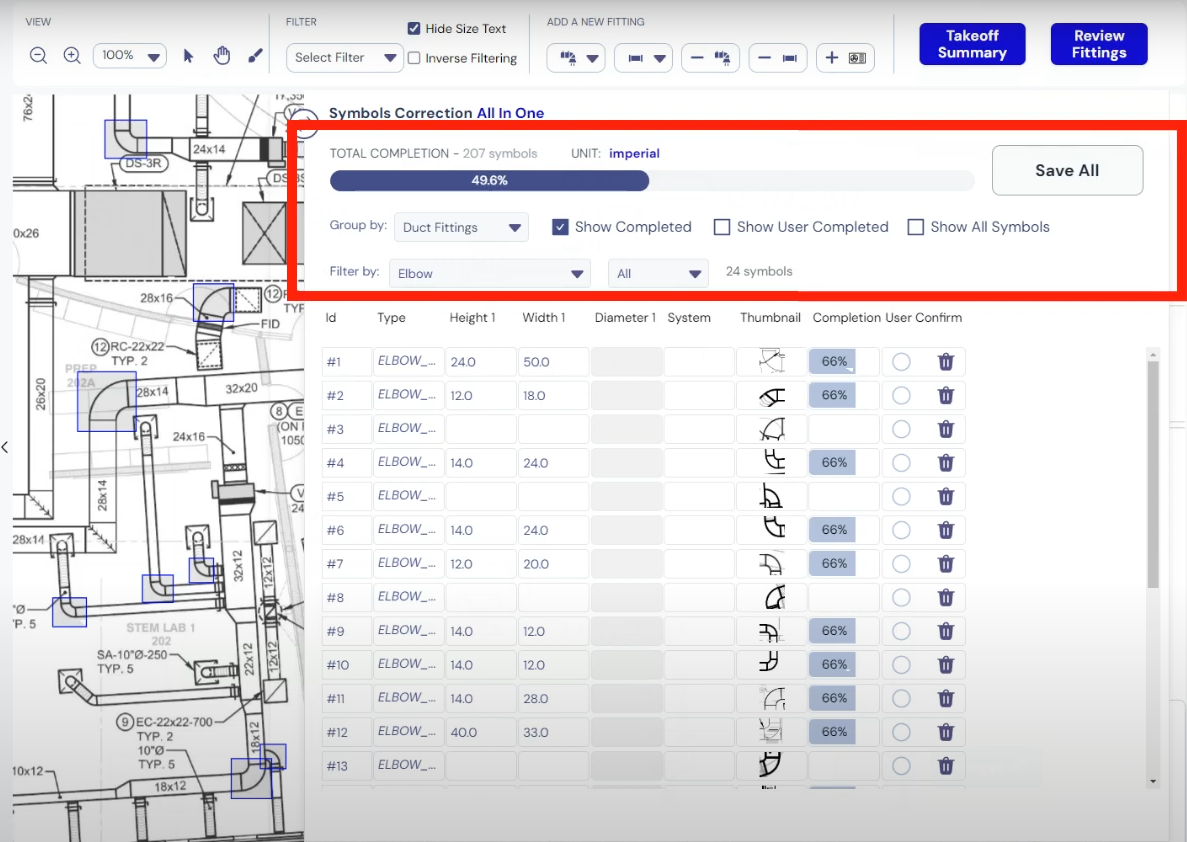 VIEW
100%
FILTER
Hide Size Text
Select Filter
Inverse Filtering
ADD A NEW FITTING
Takeoff
Summary
Review
Fittings
Symbols Correction All In One
TOTAL COMPLETION - 207 symbols UNIT: imperial
49.6%
Save All
Group by: Duct Fittings Show Completed Show User Completed Show All Symbols
Filter by: Elbow All 24 symbols
Id Type Height 1 Width 1 Diameter 1 System Thumbnail Completion User Confirm
#1 ELBOW_... 24.0 50.0 66%
#2 ELBOW_... 12.0 18.0 66%
#3 ELBOW_...
#4 ELBOW_... 14.0 24.0 66%
#5 ELBOW_...
#6 ELBOW_... 14.0 24.0 66%
#7 ELBOW_... 12.0 20.0 66%
#8 ELBOW_...
#9 ELBOW_... 14.0 12.0 66%
#10 ELBOW_... 14.0 12.0 66%
#11 ELBOW_... 14.0 28.0 66%
#12 ELBOW_... 40.0 33.0 66%
#13 ELBOW_...
24x14
DS-3R
0x26
28x16
12
FID
12 RC-22x22
TYP. 2
PREP
202A
28x14
32x20
26x20
8
24x16
28x14
28x14
32x12
12x12
P. 5
STEM LAB 1
202
SA-10"Ø-250
TYP. 5
22x12
12x12
9 EC-22x22-700
TYP. 2
10"Ø
TYP. 5
18x12
10x12
18x12